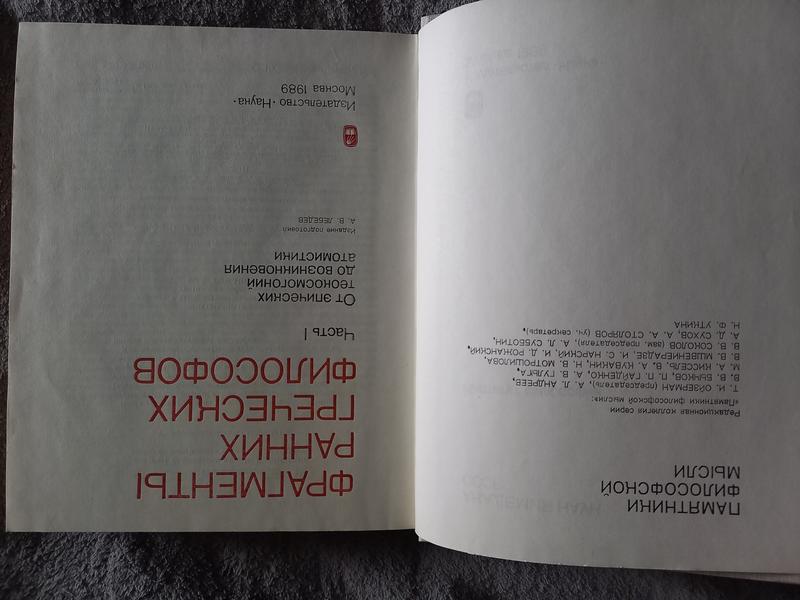 ПАМЯТНИКИ
ФИЛОСОФСКОЙ
МЫСЛИ
Редакционная коллегия серии
«Памятники философской мысли»:
Т. И. ОЙЗЕРМАН (председатель), А. Л. АНДРЕЕВ,
В. В. БЫЧКОВ, П. П. ГАЙДЕНКО, А. В. ГУЛЫГА,
М. А. КИССЕЛЬ, В. А. КУВАКИН, Н. В. МОТРОШИЛОВА,
В. В. МШВЕНИЕРАДЗЕ, И. С. НАРСКИЙ, И. Д. РОЖАНСКИЙ,
В. В. СОКОЛОВ (зам. председателя), А. Л. СУББОТИН,
А. Д. СУХОВ, А. А. СТОЛЯРОВ (уч. секретарь),
Н. Ф. УТКИНА
ФРАГМЕНТЫ
РАННИХ
ГРЕЧЕСКИХ
ФИЛОСОФОВ
Часть I
От эпических
теокосмогоний
до возникновения
атомистики
Издание подготовил
А. В. ЛЕБЕДЕВ
Издательство «Наука»
Москва 1989